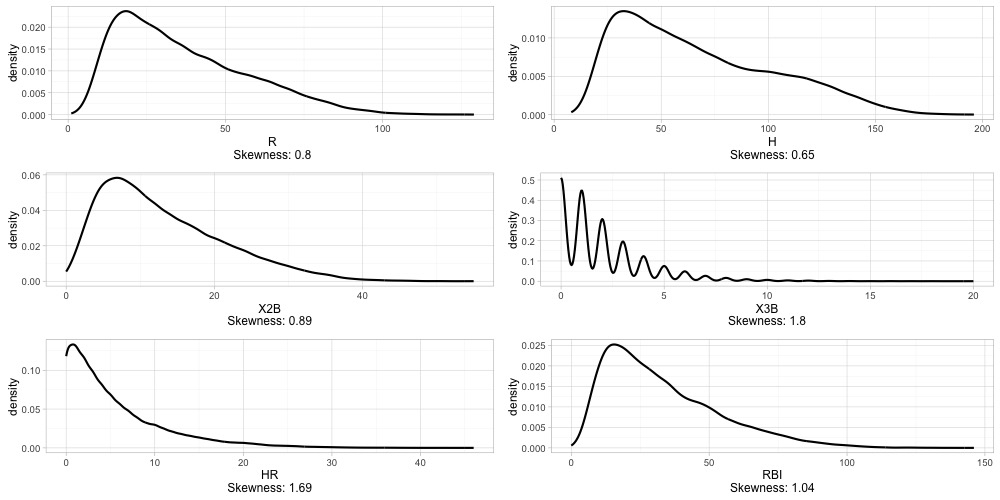 density
0.020
0.015
0.010
0.005
0.000
0 50 100
R
Skewness: 0.8
density
0.010
0.005
0.000
0 50 100 150 200
H
Skewness: 0.65
density
0.06
0.04
0.02
0.00
0 20 40
X2B
Skewness: 0.89
density
0.5
0.4
0.3
0.2
0.1
0.0
0 5 10 15 20
X3B
Skewness: 1.8
density
0.10
0.05
0.00
0 10 20 30 40
HR
Skewness: 1.69
density
0.025
0.020
0.015
0.010
0.005
0.000
0 50 100 150
RBI
Skewness: 1.04